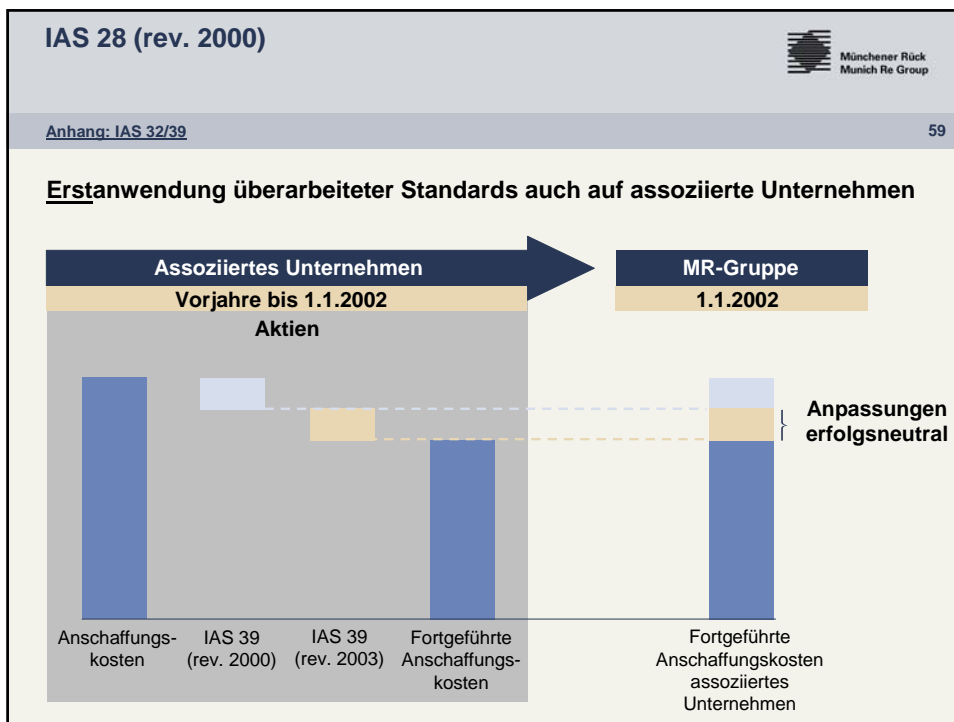 IAS 28 (rev. 2000)
Münchener Rück
Munich Re Group
Anhang: IAS 32/39
59
Erstanwendung überarbeiteter Standards auch auf assoziierte Unternehmen
Assoziiertes Unternehmen
MR-Gruppe
Vorjahre bis 1.1.2002
1.1.2002
Aktien
Anpassungen
erfolgsneutral
Anschaffungs-
kosten
IAS 39
(rev. 2000)
IAS 39
(rev. 2003)
Fortgeführte
Anschaffungs-
kosten
Fortgeführte
Anschaffungskosten
assoziiertes
Unternehmen